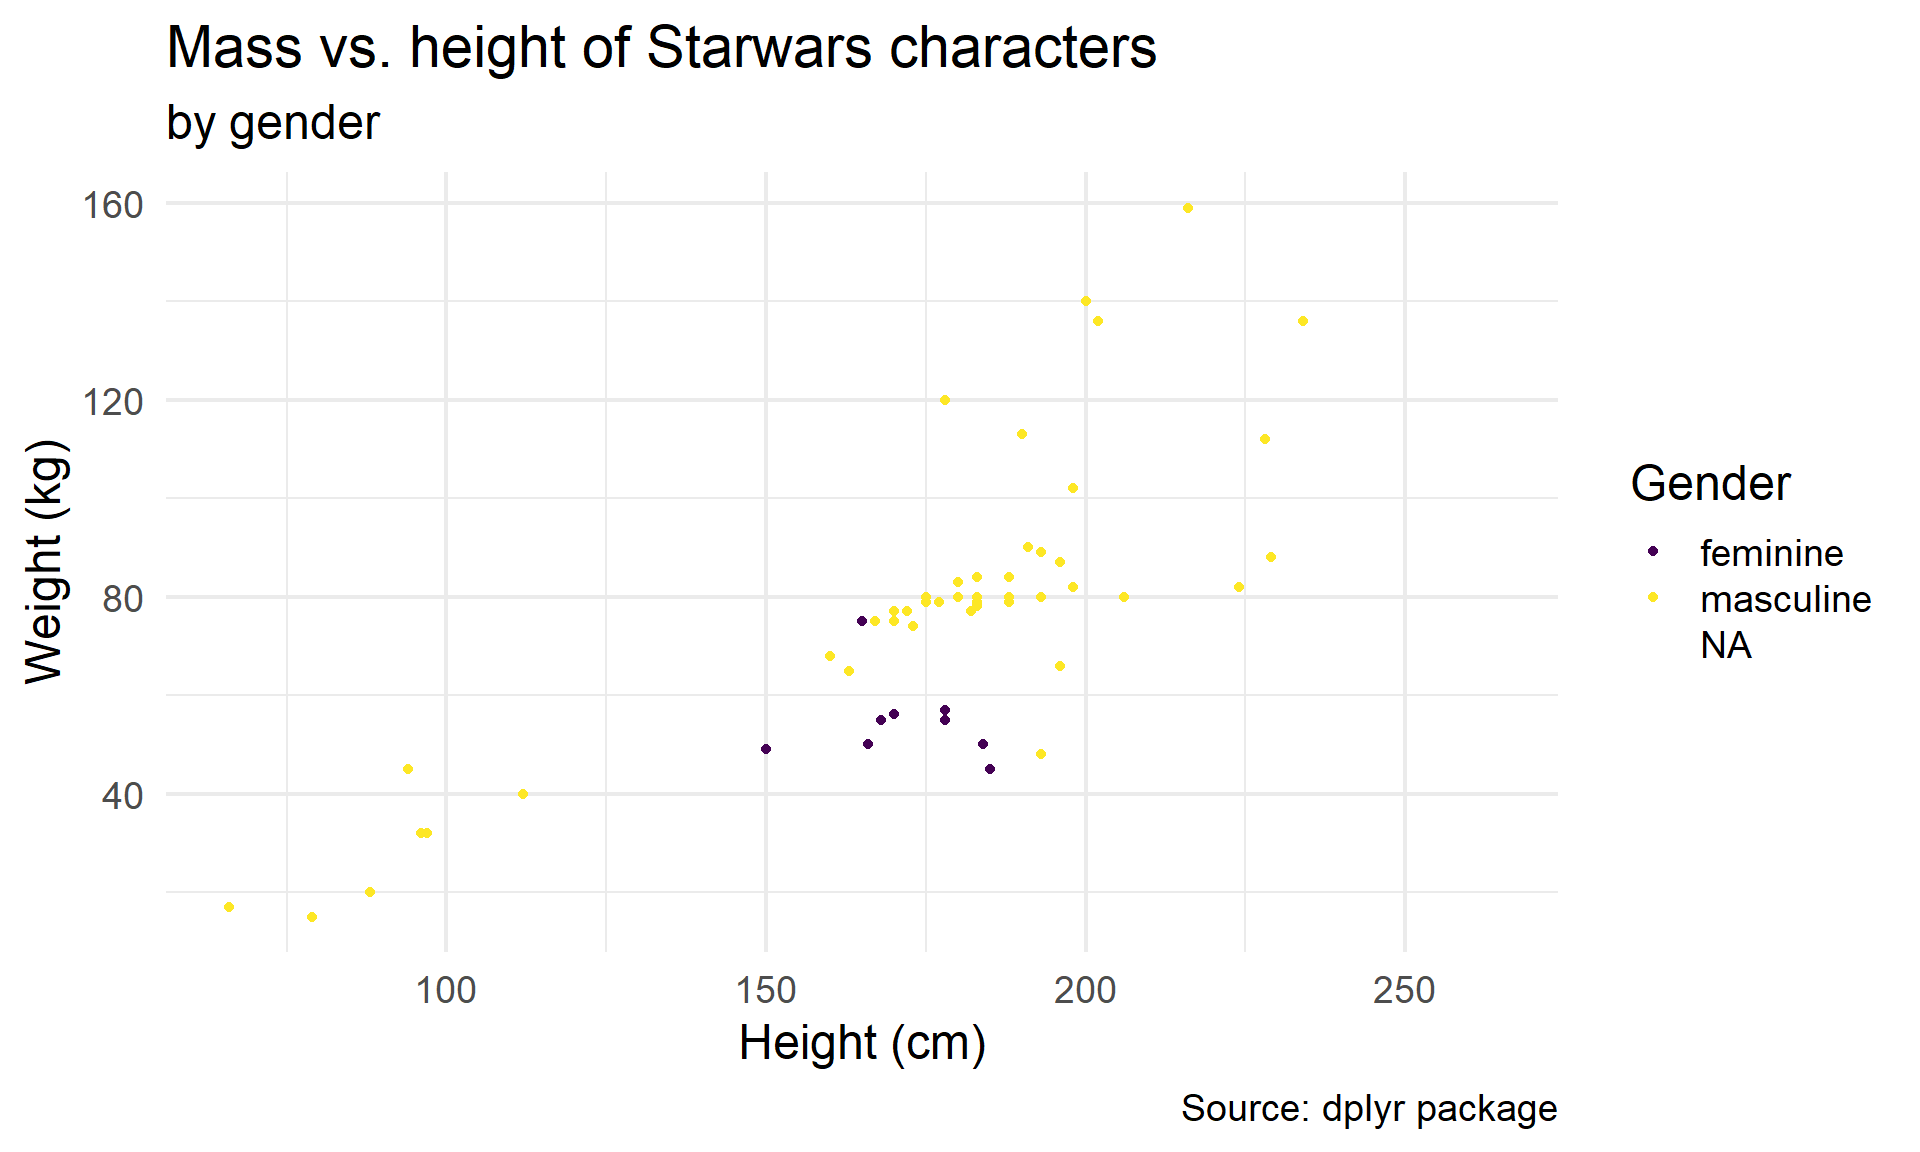 Mass vs. height of Starwars characters
by gender
160
120
80
40
Weight (kg)
100 150 200 250
Height (cm)
Gender
feminine
masculine
NA
Source: dplyr package